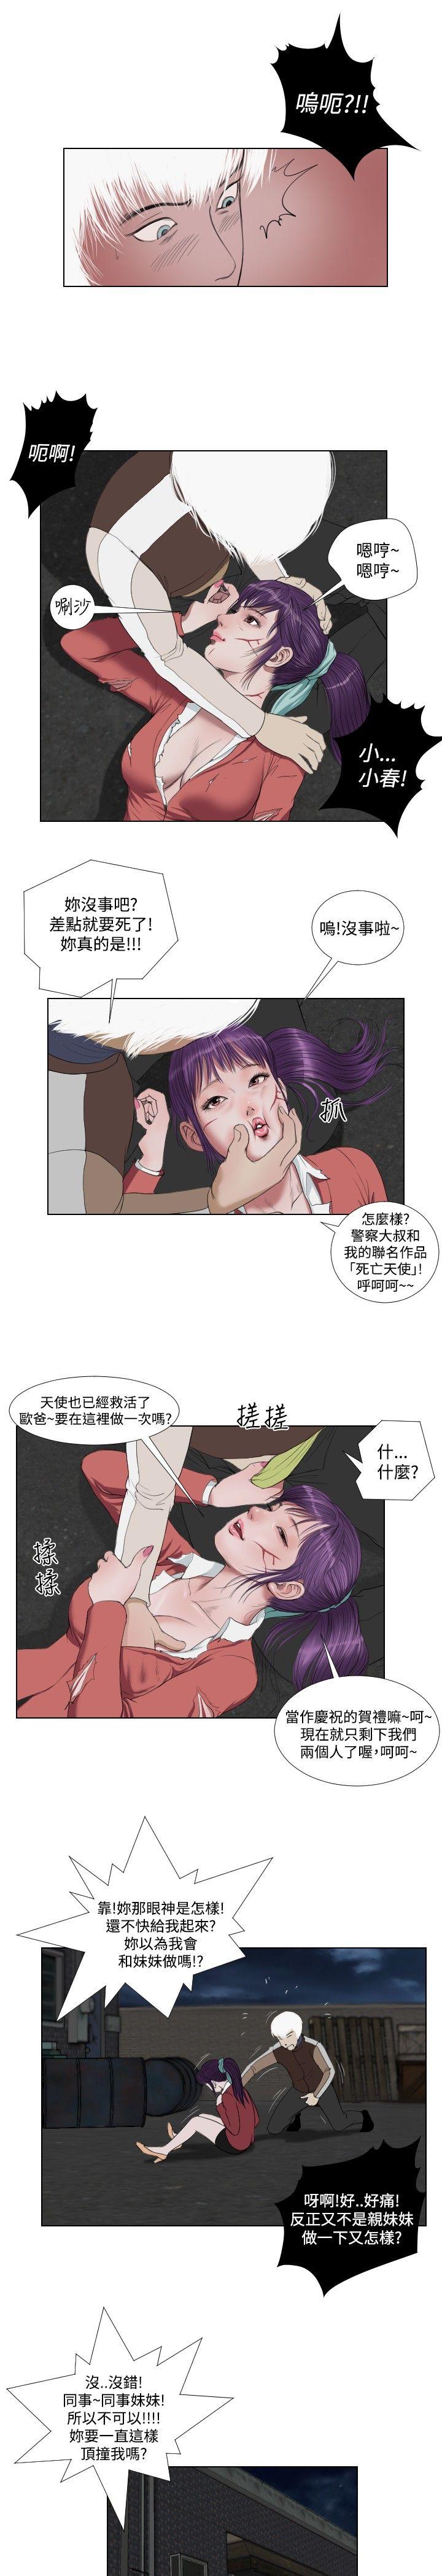 嗚呃?!!
呃啊!
嗯哼~
嗯哼~
唰沙
小...
小春!
妳沒事吧?
差點就要死了!
妳真的是!!!
嗚!沒事啦~
抓
怎麼樣?
警察大叔和
我的聯名作品
「死亡天使」!
呼呵呵~~
天使也已經救活了
歐爸~要在這裡做一次嗎?
搓搓
什...
什麼?
揉
揉
當作慶祝的賀禮嘛~呵~
現在就只剩下我們
兩個人了喔,呵呵~
靠!妳那眼神是怎樣!
還不快給我起來?
妳以為我會
和妹妹做嗎!?
呀啊!好..好痛!
反正又不是親妹妹
做一下又怎樣?
沒..沒錯!
同事~同事妹妹!
所以不可以!!!!
妳要一直這樣
頂撞我嗎?